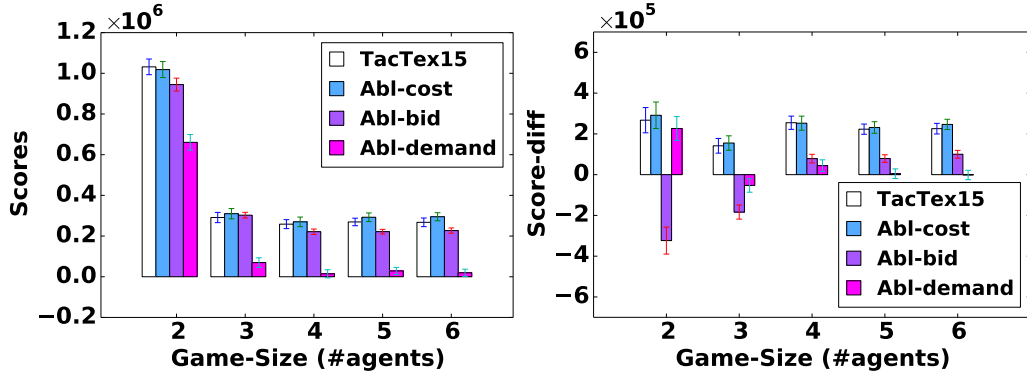 ×10⁶
1.2
1.0
0.8
0.6
0.4
0.2
0.0
−0.2
Scores
TacTex15
Abl-cost
Abl-bid
Abl-demand
2 3 4 5 6
Game-Size (#agents)
×10⁵
6
4
2
0
−2
−4
−6
Score-diff
TacTex15
Abl-cost
Abl-bid
Abl-demand
2 3 4 5 6
Game-Size (#agents)